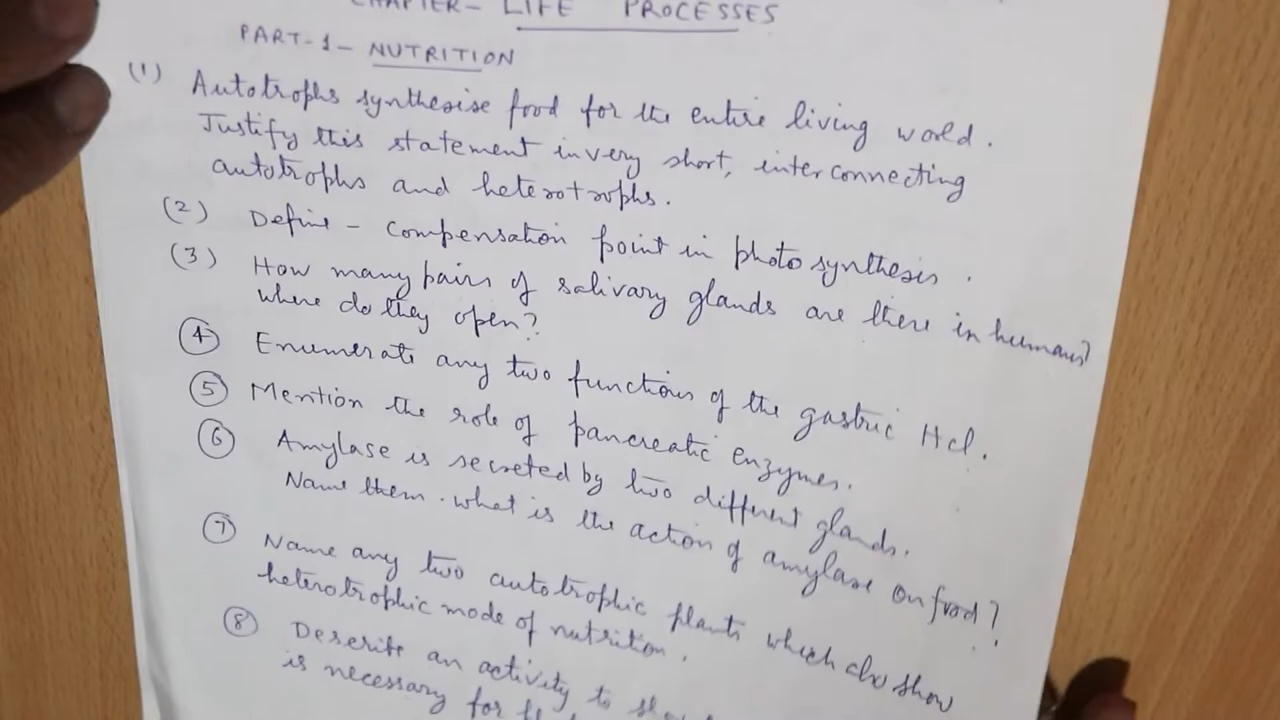 CHAPTER- LIFE PROCESSES
PART-1- NUTRITION
(1) Autotrophs synthesise food for the entire living world.
Justify this statement in very short, inter connecting
autotrophs and heterotrophs.
(2) Define - Compensation point in photosynthesis.
(3) How many pairs of salivary glands are there in humans?
where do they open?
4 Enumerate any two functions of the gastric Hcl.
5 Mention the role of pancreatic enzymes.
6 Amylase is secreted by two different glands.
Name them. what is the action of amylase on food?
7 Name any two autotrophic plants which also show
heterotrophic mode of nutrition.
8 Describe an activity to
is necessary for